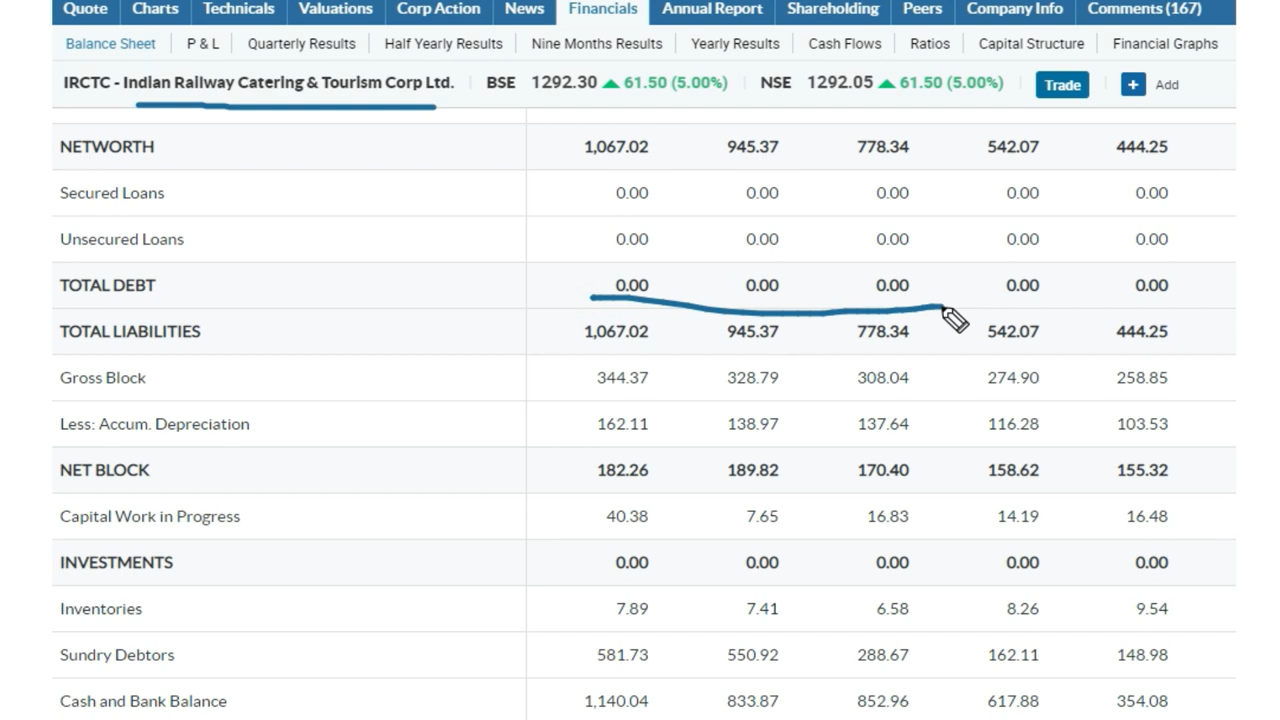 Quote Charts Technicals Valuations Corp Action News Financials Annual Report Shareholding Peers Company Info Comments (167)
Balance Sheet P & L Quarterly Results Half Yearly Results Nine Months Results Yearly Results Cash Flows Ratios Capital Structure Financial Graphs
IRCTC - Indian Railway Catering & Tourism Corp Ltd. BSE 1292.30 61.50 (5.00%) NSE 1292.05 61.50 (5.00%) Trade + Add
NETWORTH 1,067.02 945.37 778.34 542.07 444.25
Secured Loans 0.00 0.00 0.00 0.00 0.00
Unsecured Loans 0.00 0.00 0.00 0.00 0.00
TOTAL DEBT 0.00 0.00 0.00 0.00 0.00
TOTAL LIABILITIES 1,067.02 945.37 778.34 542.07 444.25
Gross Block 344.37 328.79 308.04 274.90 258.85
Less: Accum. Depreciation 162.11 138.97 137.64 116.28 103.53
NET BLOCK 182.26 189.82 170.40 158.62 155.32
Capital Work in Progress 40.38 7.65 16.83 14.19 16.48
INVESTMENTS 0.00 0.00 0.00 0.00 0.00
Inventories 7.89 7.41 6.58 8.26 9.54
Sundry Debtors 581.73 550.92 288.67 162.11 148.98
Cash and Bank Balance 1,140.04 833.87 852.96 617.88 354.08